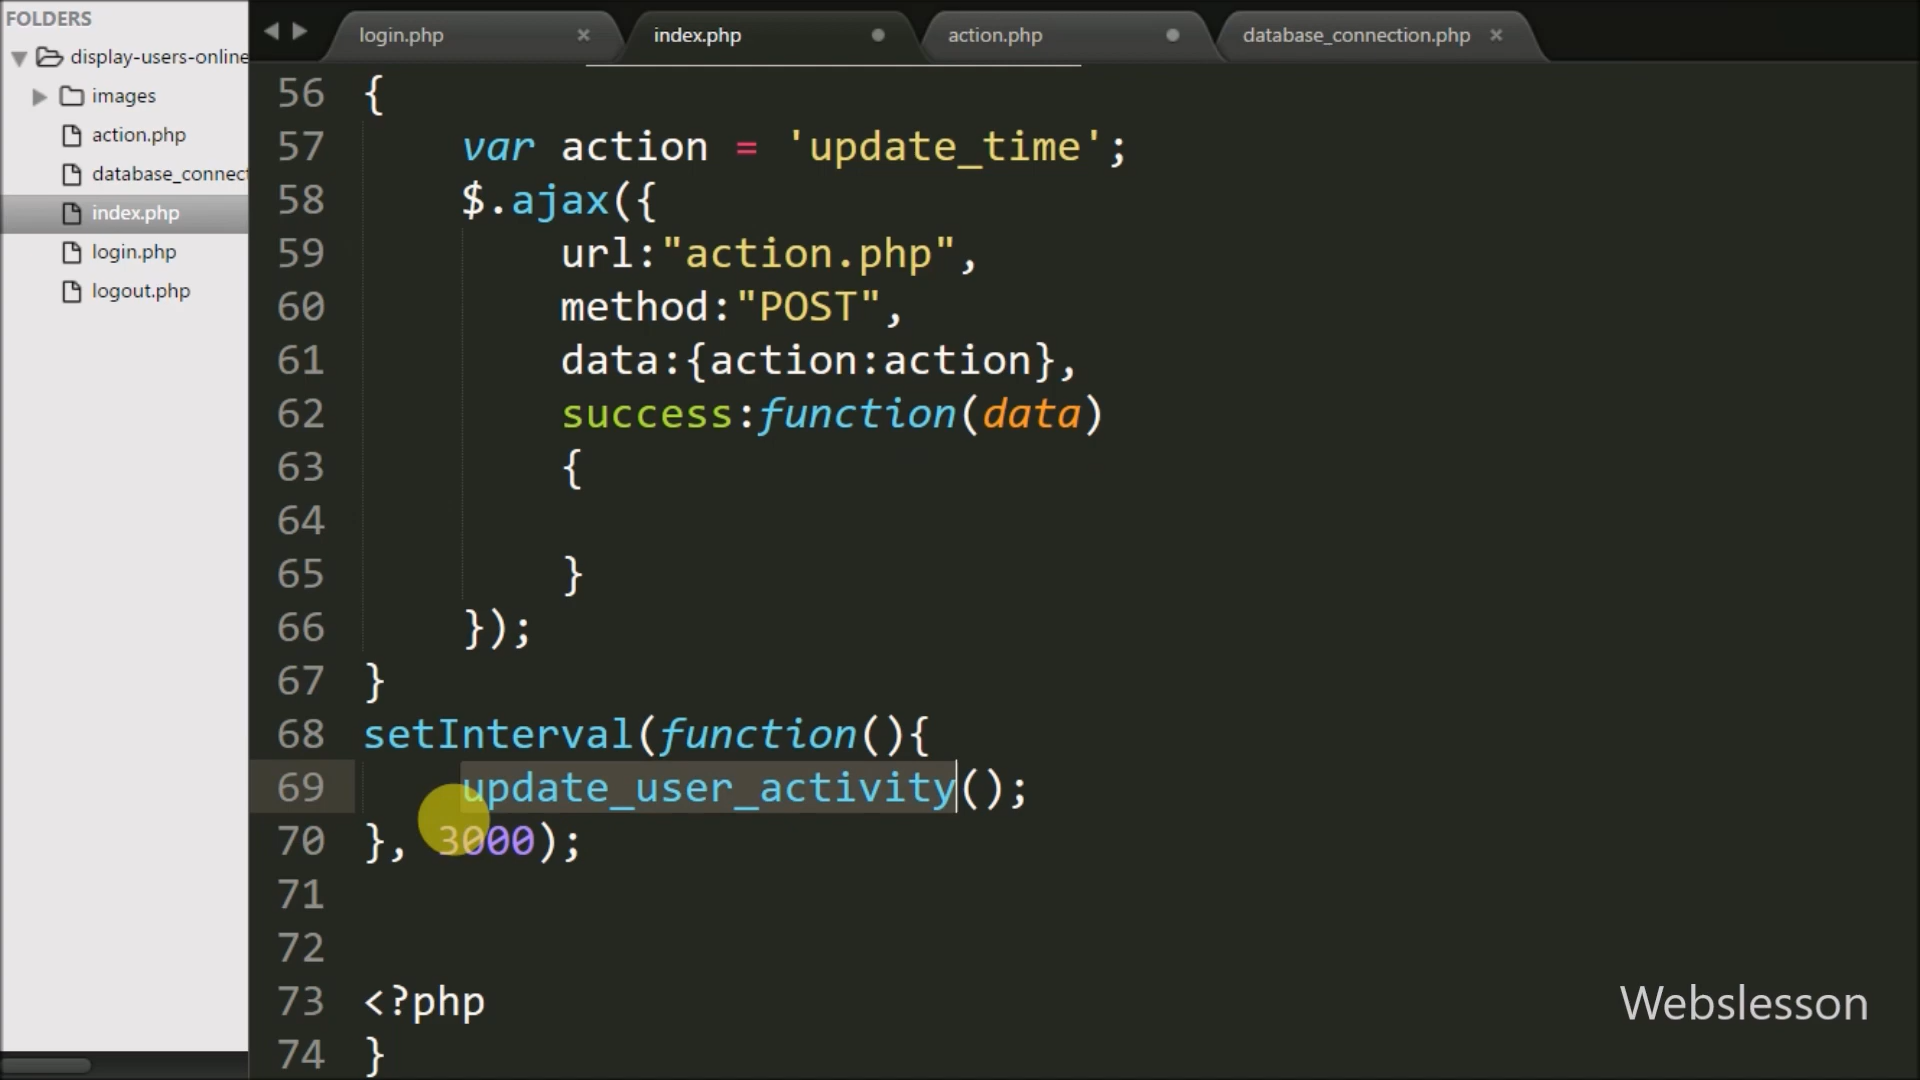 FOLDERS
display-users-online
images
action.php
database_connect
index.php
login.php
logout.php
login.php × index.php action.php database_connection.php ×
56 {
57 var action = 'update_time';
58 $.ajax({
59 url:"action.php",
60 method:"POST",
61 data:{action:action},
62 success:function(data)
63 {
64
65 }
66 });
67 }
68 setInterval(function(){
69 update_user_activity();
70 }, 3000);
71
72
73 <?php
74 }
Webslesson